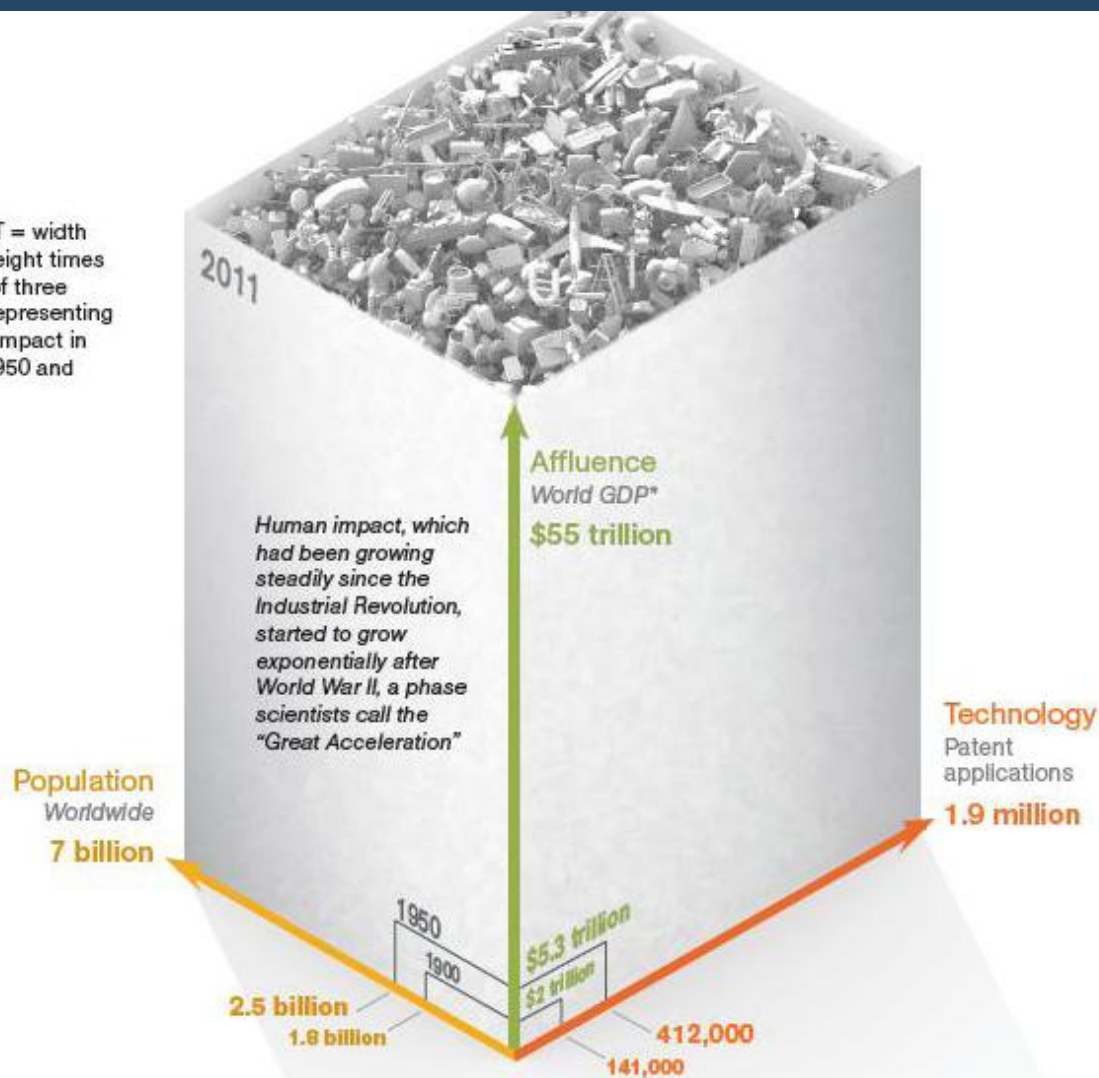 T = width
eight times
f three
epresenting
mpact in
950 and
2011
Affluence
World GDP*
$55 trillion
Human impact, which
had been growing
steadily since the
Industrial Revolution,
started to grow
exponentially after
World War II, a phase
scientists call the
“Great Acceleration”
Technology
Patent
applications
1.9 million
Population
Worldwide
7 billion
1950
1900
$5.3 trillion
$2 trillion
2.5 billion
1.8 billion
412,000
141,000